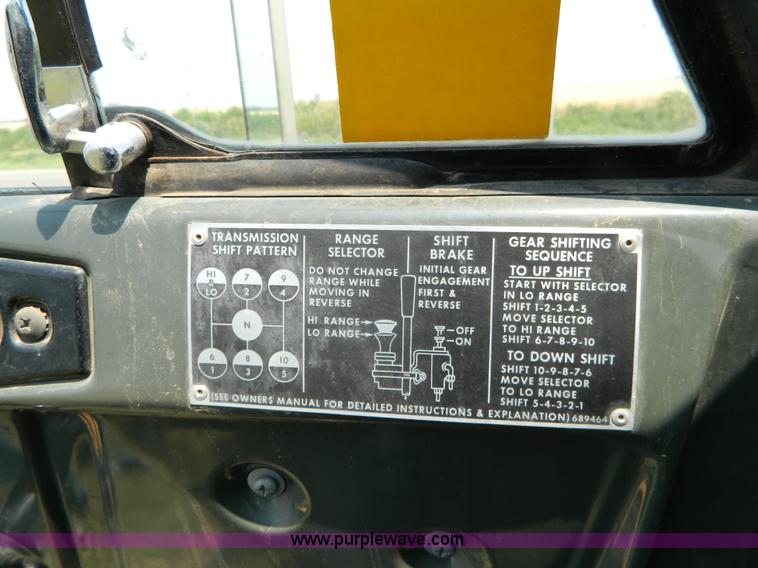 TRANSMISSION
SHIFT PATTERN
HI
R
LO
7
2
9
4
N
6
1
8
3
10
5
RANGE
SELECTOR
DO NOT CHANGE
RANGE WHILE
MOVING IN
REVERSE
HI RANGE
LO RANGE
SHIFT
BRAKE
INITIAL GEAR
ENGAGEMENT
FIRST &
REVERSE
OFF
ON
GEAR SHIFTING
SEQUENCE
TO UP SHIFT
START WITH SELECTOR
IN LO RANGE
SHIFT 1-2-3-4-5
MOVE SELECTOR
TO HI RANGE
SHIFT 6-7-8-9-10
TO DOWN SHIFT
SHIFT 10-9-8-7-6
MOVE SELECTOR
TO LO RANGE
SHIFT 5-4-3-2-1
(SEE OWNERS MANUAL FOR DETAILED INSTRUCTIONS & EXPLANATION) 689464
www.purplewave.com